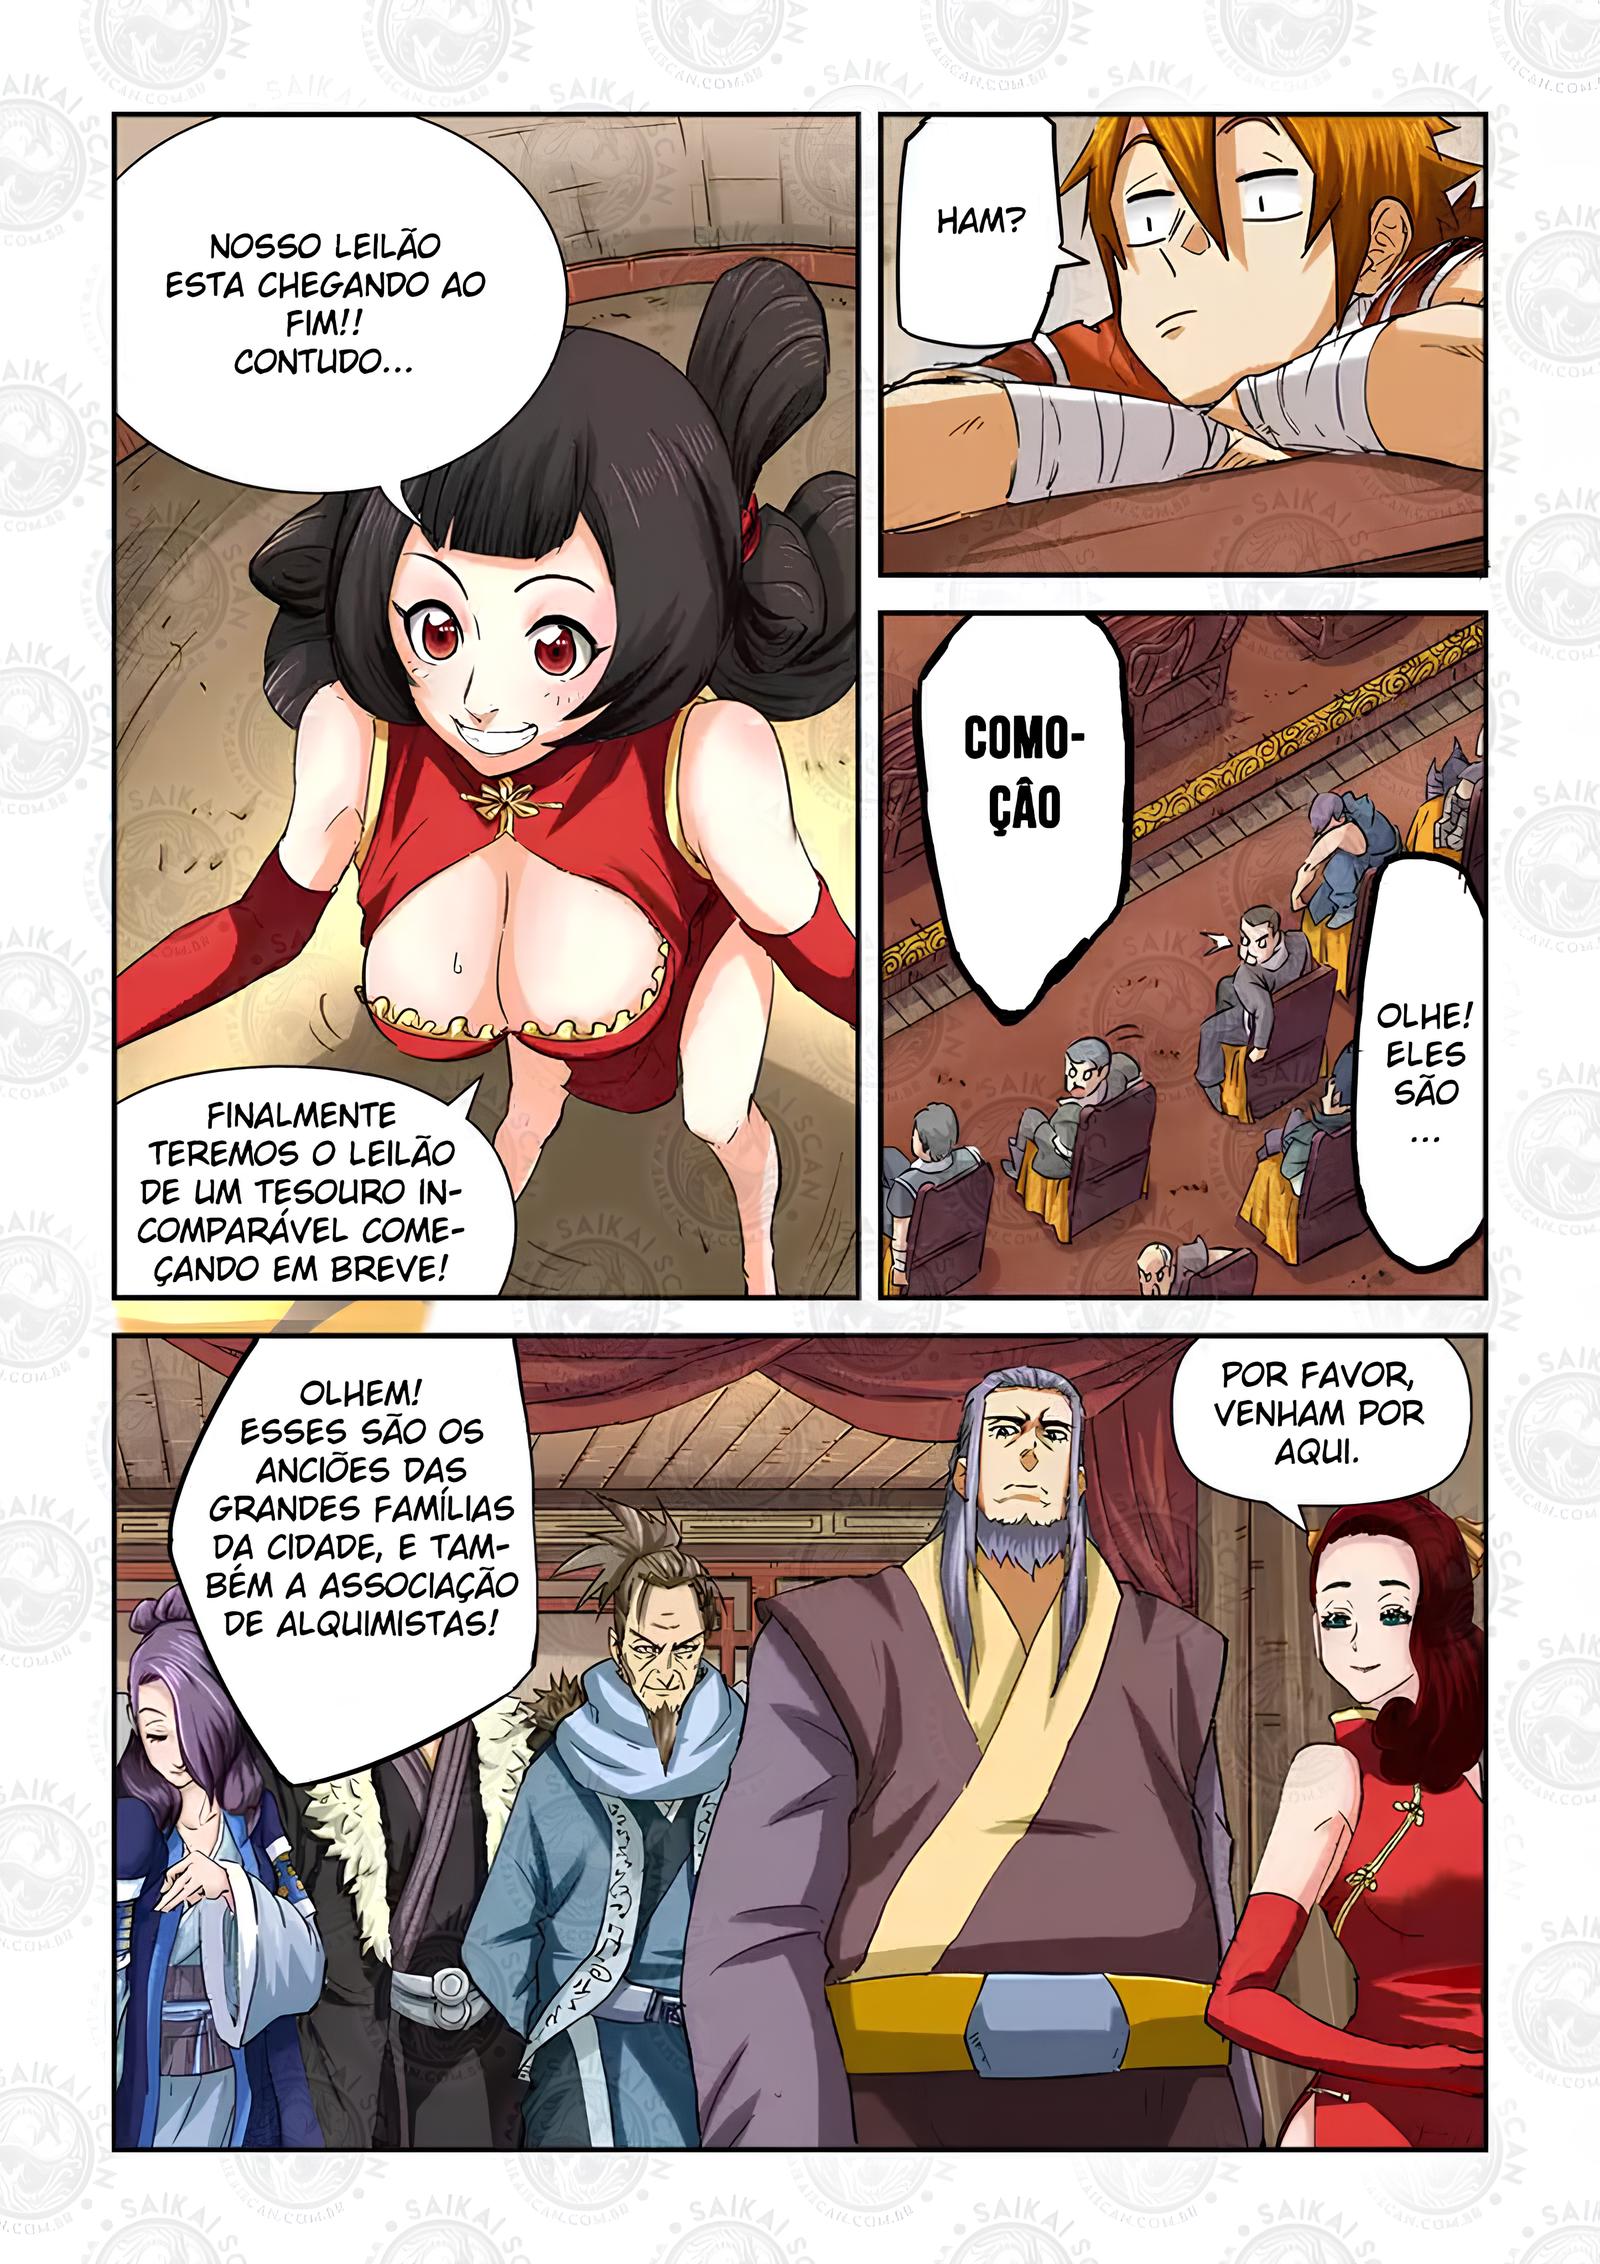 NOSSO LEILÃO
ESTA CHEGANDO AO
FIM!!
CONTUDO...
HAM?
COMO-
ÇÂO
OLHE!
ELES
SÃO
...
FINALMENTE
TEREMOS O LEILÃO
DE UM TESOURO IN-
COMPARÁVEL COME-
ÇANDO EM BREVE!
OLHEM!
ESSES SÃO OS
ANCIÕES DAS
GRANDES FAMÍLIAS
DA CIDADE, E TAM-
BÉM A ASSOCIAÇÃO
DE ALQUIMISTAS!
POR FAVOR,
VENHAM POR
AQUI.